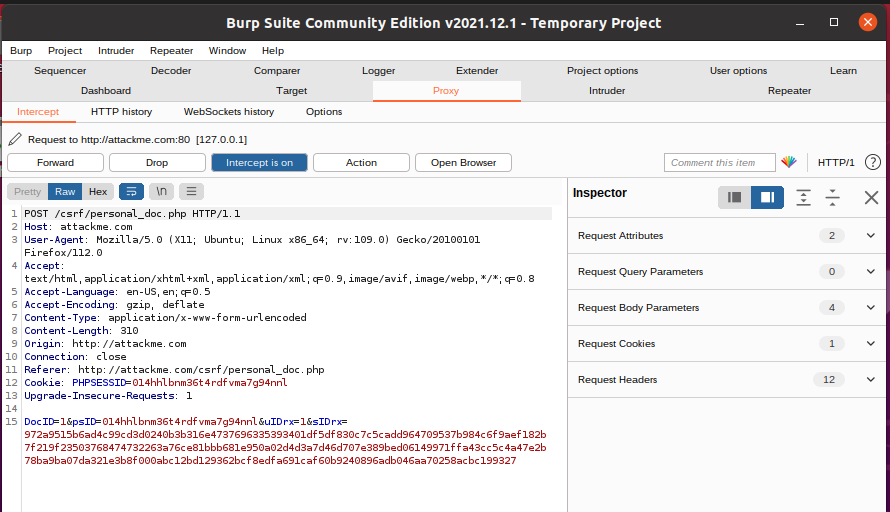 Burp Suite Community Edition v2021.12.1 - Temporary Project
Burp Project Intruder Repeater Window Help
Sequencer Decoder Comparer Logger Extender Project options User options Learn
Dashboard Target Proxy Intruder Repeater
Intercept HTTP history WebSockets history Options
Request to http://attackme.com:80 [127.0.0.1]
Forward Drop Intercept is on Action Open Browser Comment this item HTTP/1 ?
Pretty Raw Hex \n
Inspector
1 POST /csrf/personal_doc.php HTTP/1.1
2 Host: attackme.com
3 User-Agent: Mozilla/5.0 (X11; Ubuntu; Linux x86_64; rv:109.0) Gecko/20100101
Firefox/112.0
4 Accept:
text/html,application/xhtml+xml,application/xml;q=0.9,image/avif,image/webp,*/*;q=0.8
5 Accept-Language: en-US,en;q=0.5
6 Accept-Encoding: gzip, deflate
7 Content-Type: application/x-www-form-urlencoded
8 Content-Length: 310
9 Origin: http://attackme.com
10 Connection: close
11 Referer: http://attackme.com/csrf/personal_doc.php
12 Cookie: PHPSESSID=014hhlbnm36t4rdfvma7g94nnl
13 Upgrade-Insecure-Requests: 1
14
15 DocID=1&psID=014hhlbnm36t4rdfvma7g94nnl&uIDrx=1&sIDrx=
972a9515b6ad4c99cd3d0240b3b316e4737696335393401df5df830c7c5cadd964709537b984c6f9aef182b
7f219f23503768474732263a76ce81bbb681e950a02d4d3a7d46d707e389bed06149971ffa43cc5c4a47e2b
78ba9ba07da321e3b8f000abc12bd129362bcf8edfa691caf60b9240896adb046aa70258acbc199327
Request Attributes 2
Request Query Parameters 0
Request Body Parameters 4
Request Cookies 1
Request Headers 12